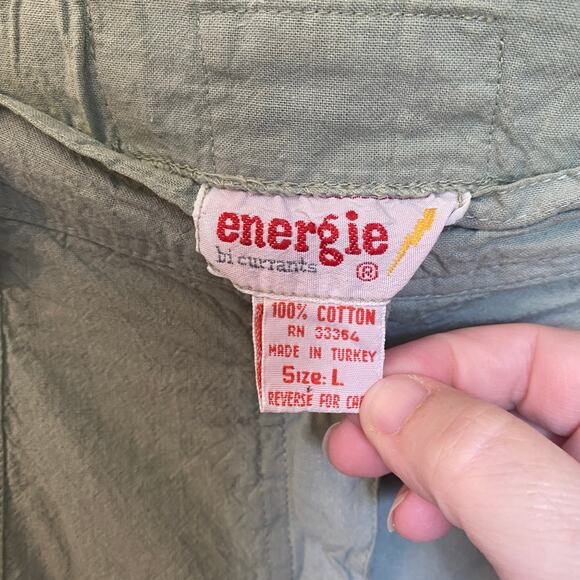 energie
bi currants
®
100% COTTON
RN 33364
MADE IN TURKEY
Size: L
REVERSE FOR